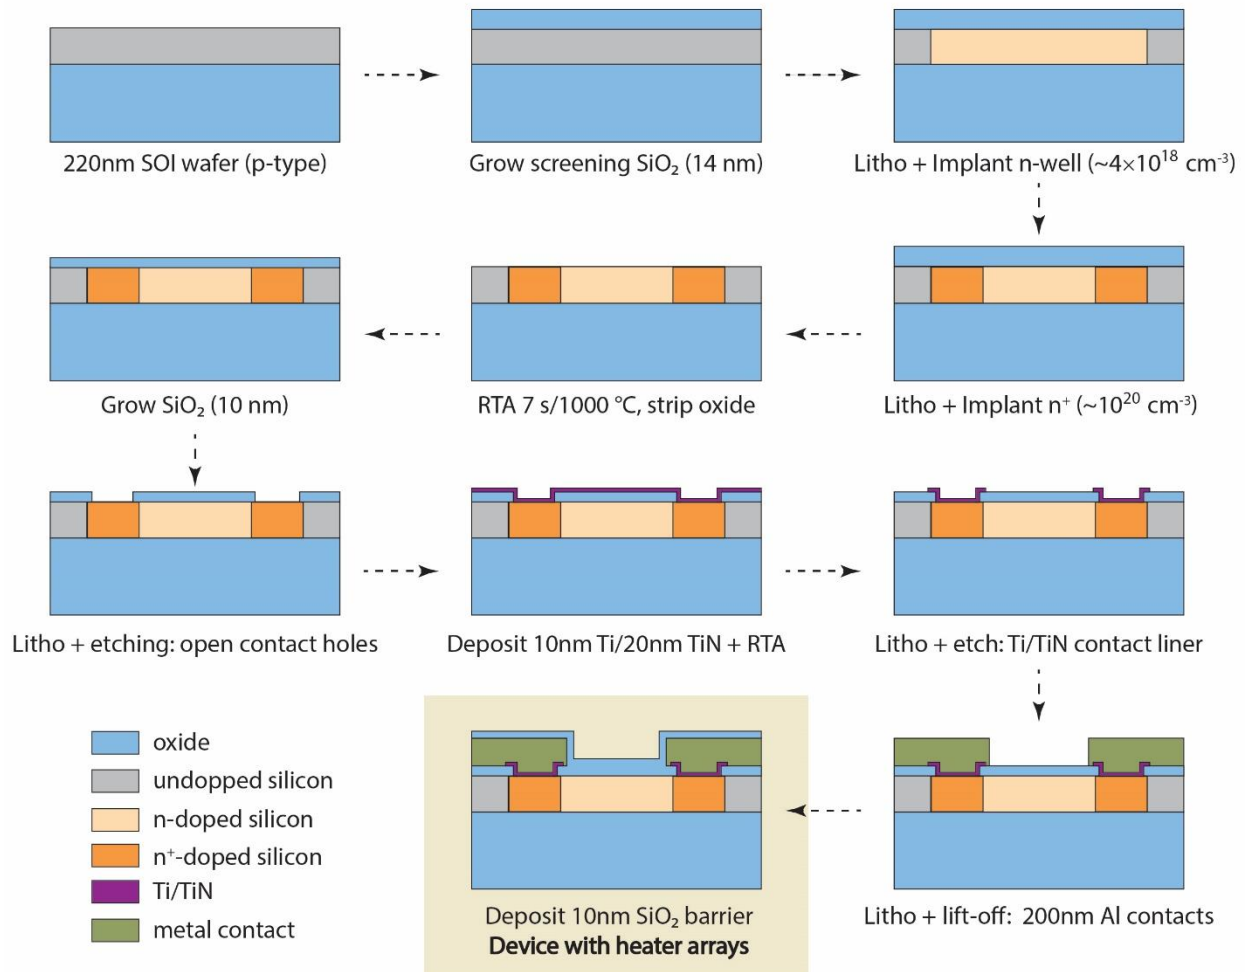 220nm SOI wafer (p-type)
Grow screening SiO₂ (14 nm)
Litho + Implant n-well (~4×10¹⁸ cm⁻³)
Grow SiO₂ (10 nm)
RTA 7 s/1000 °C, strip oxide
Litho + Implant n⁺ (~10²⁰ cm⁻³)
Litho + etching: open contact holes
Deposit 10nm Ti/20nm TiN + RTA
Litho + etch: Ti/TiN contact liner
oxide
undopped silicon
n-doped silicon
n⁺-doped silicon
Ti/TiN
metal contact
Deposit 10nm SiO₂ barrier
Device with heater arrays
Litho + lift-off: 200nm Al contacts